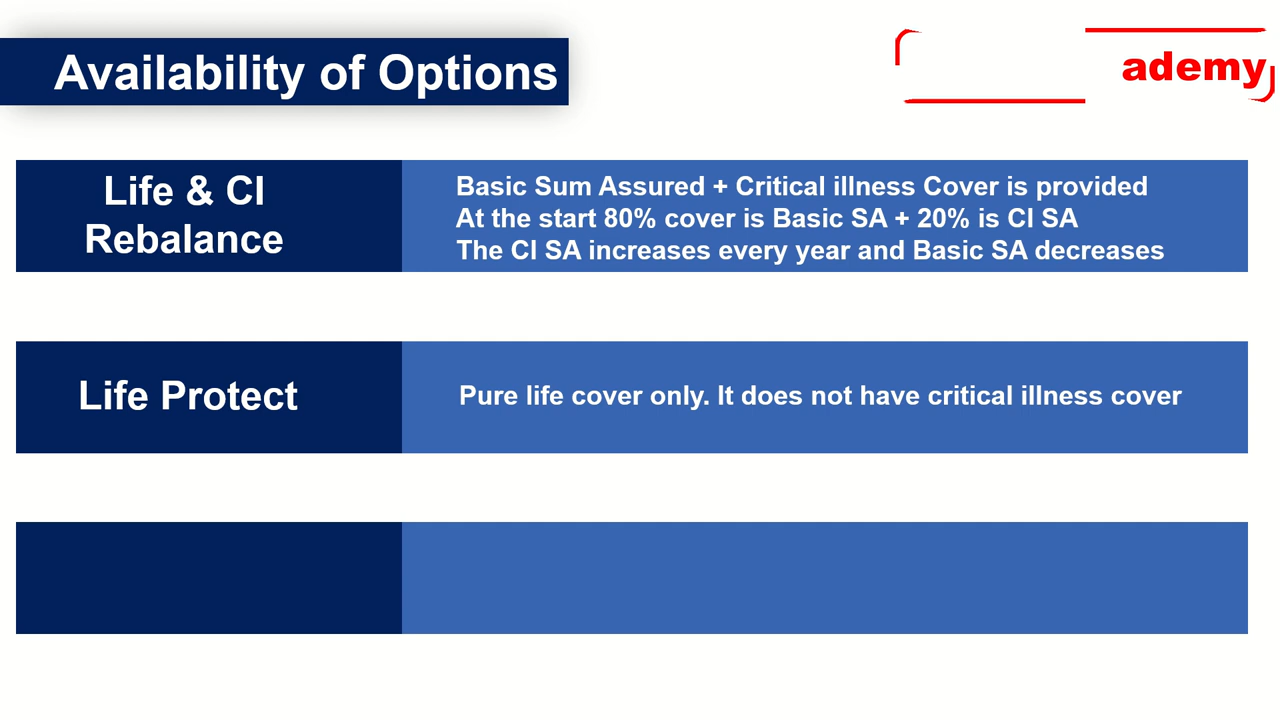 Availability of Options
ademy
Life & CI
Rebalance
Basic Sum Assured + Critical illness Cover is provided
At the start 80% cover is Basic SA + 20% is CI SA
The CI SA increases every year and Basic SA decreases
Life Protect
Pure life cover only. It does not have critical illness cover